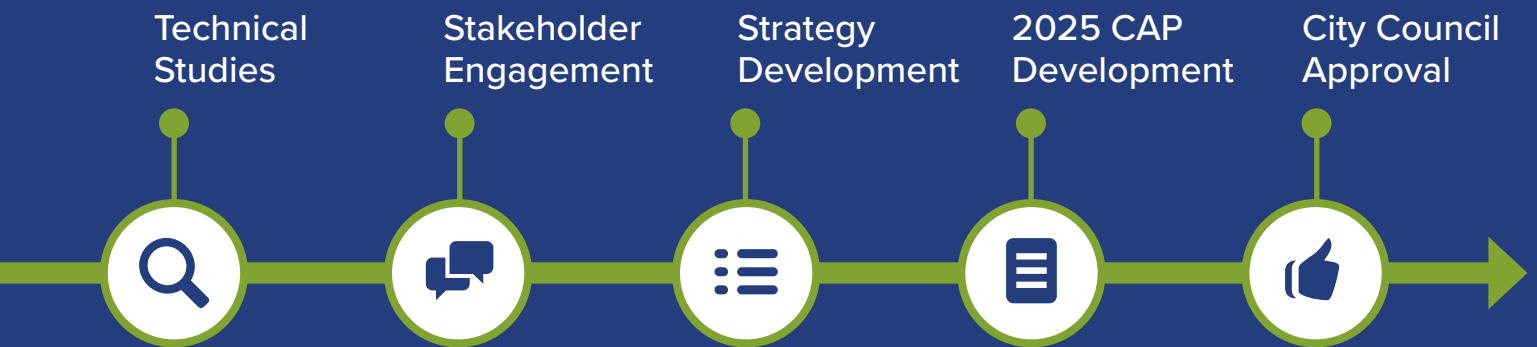 Technical
Studies
Stakeholder
Engagement
Strategy
Development
2025 CAP
Development
City Council
Approval